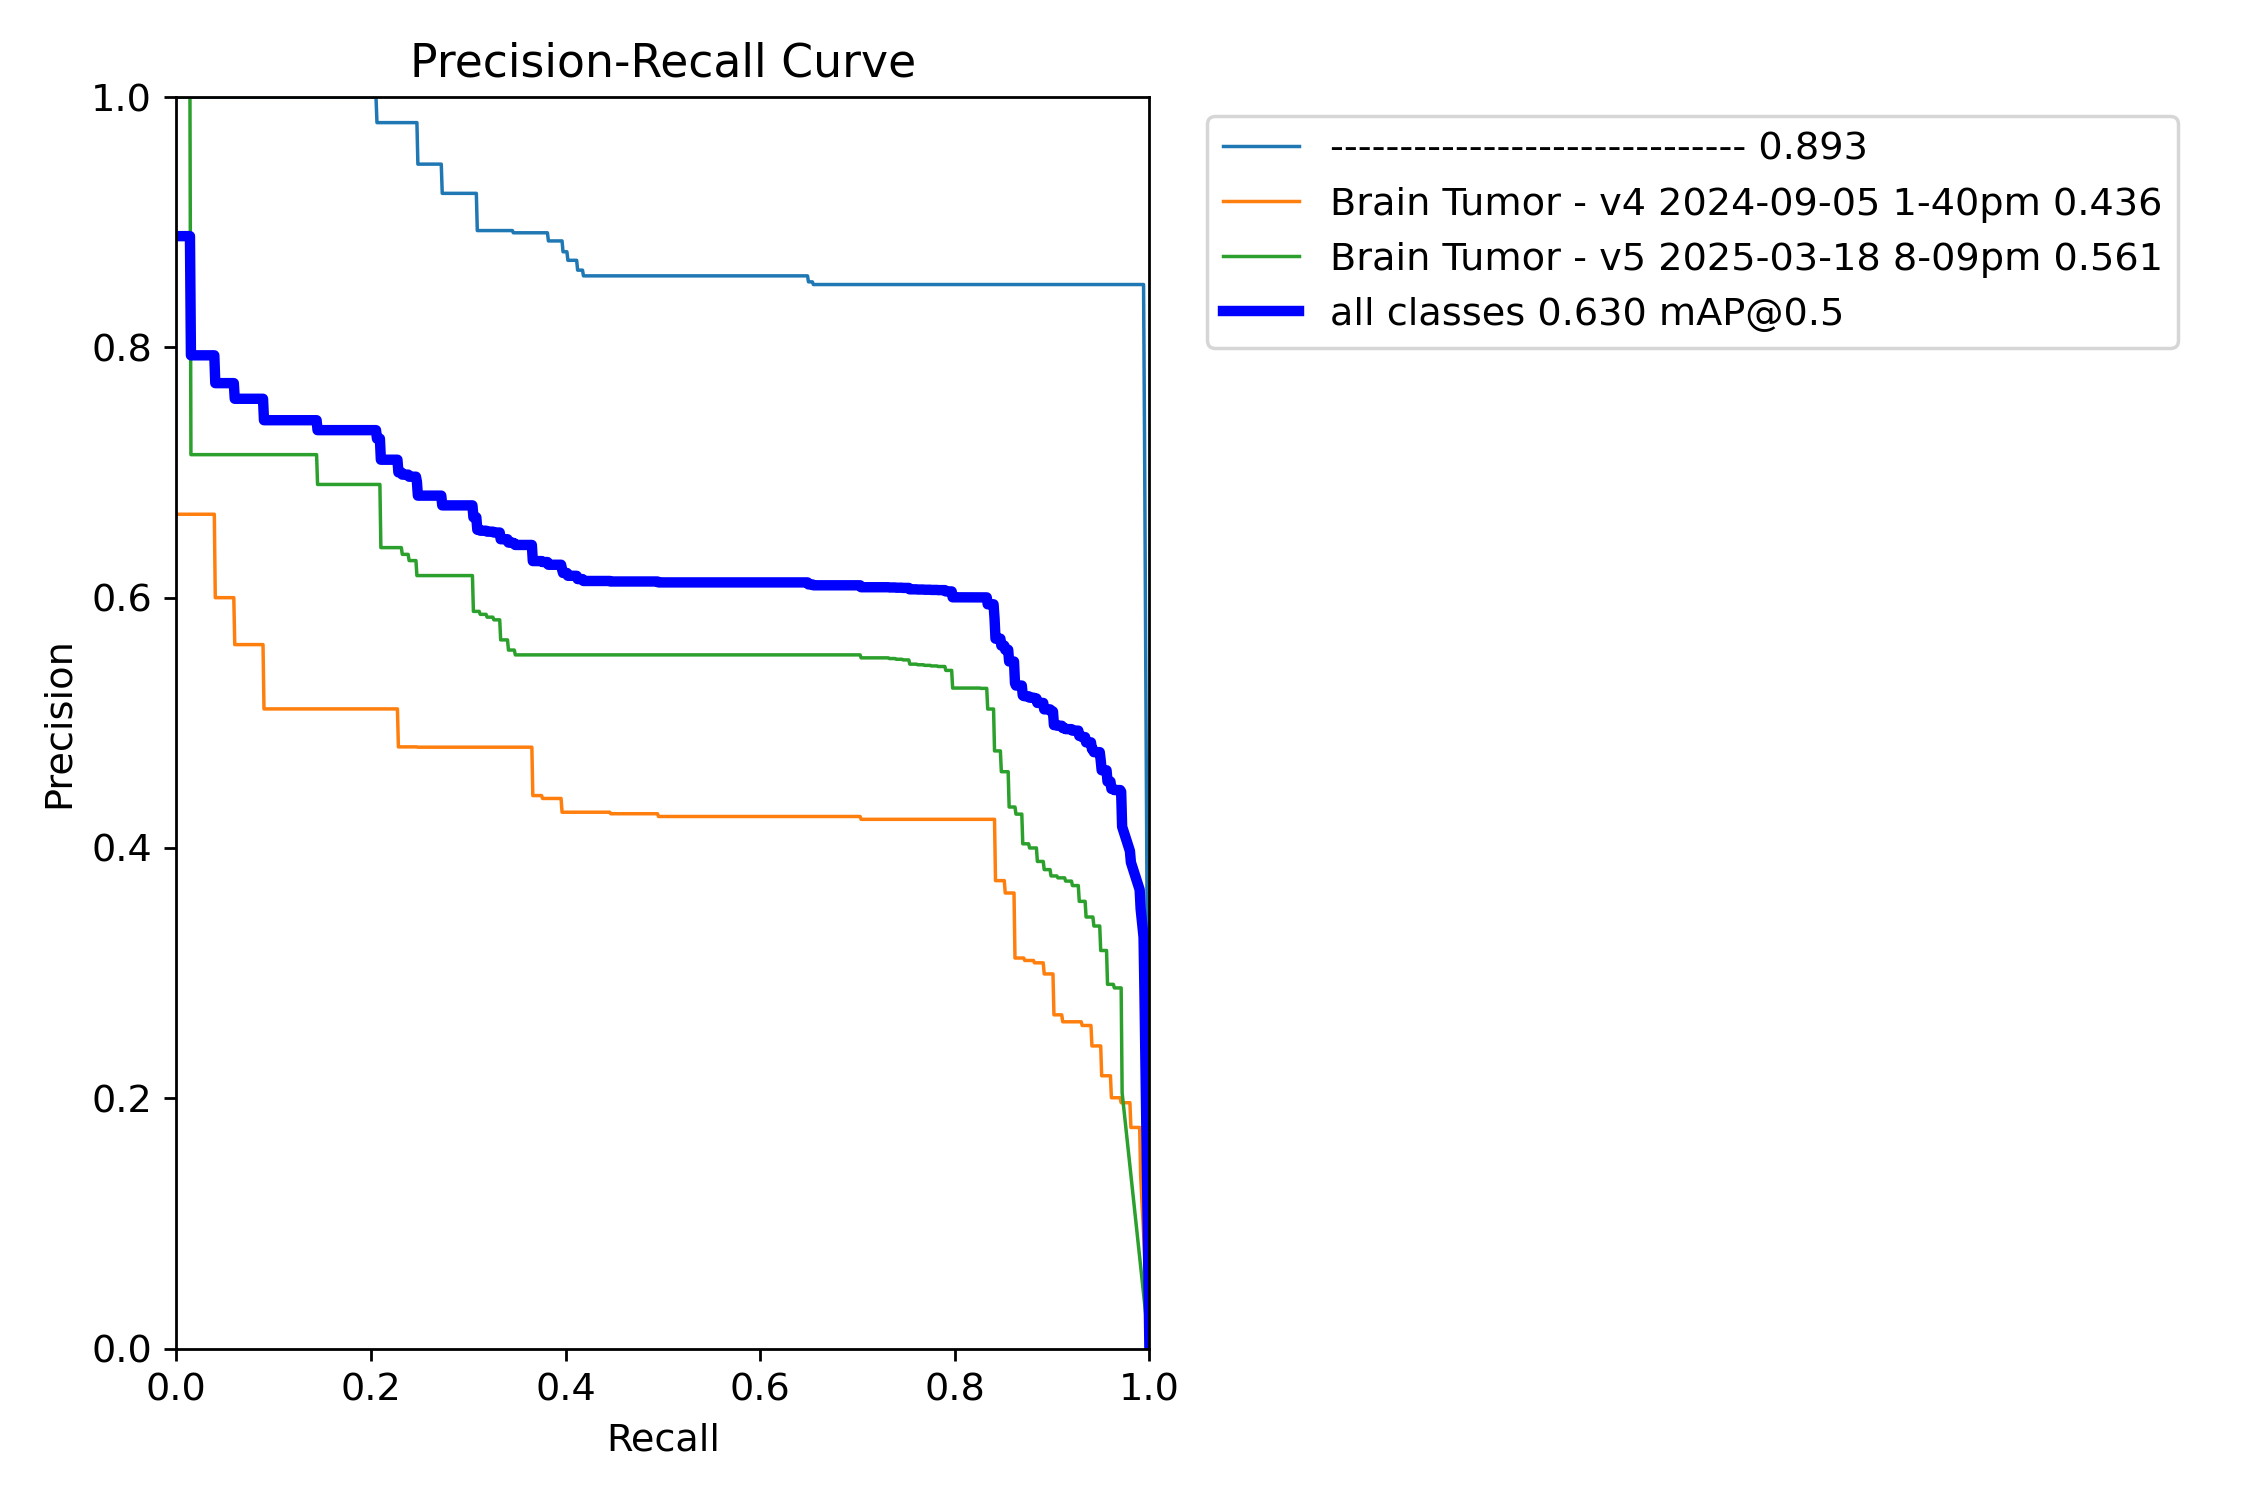 Precision-Recall Curve
1.0
0.8
0.6
0.4
0.2
0.0
Precision
0.0 0.2 0.4 0.6 0.8 1.0
Recall
------------------------------ 0.893
Brain Tumor - v4 2024-09-05 1-40pm 0.436
Brain Tumor - v5 2025-03-18 8-09pm 0.561
all classes 0.630 mAP@0.5